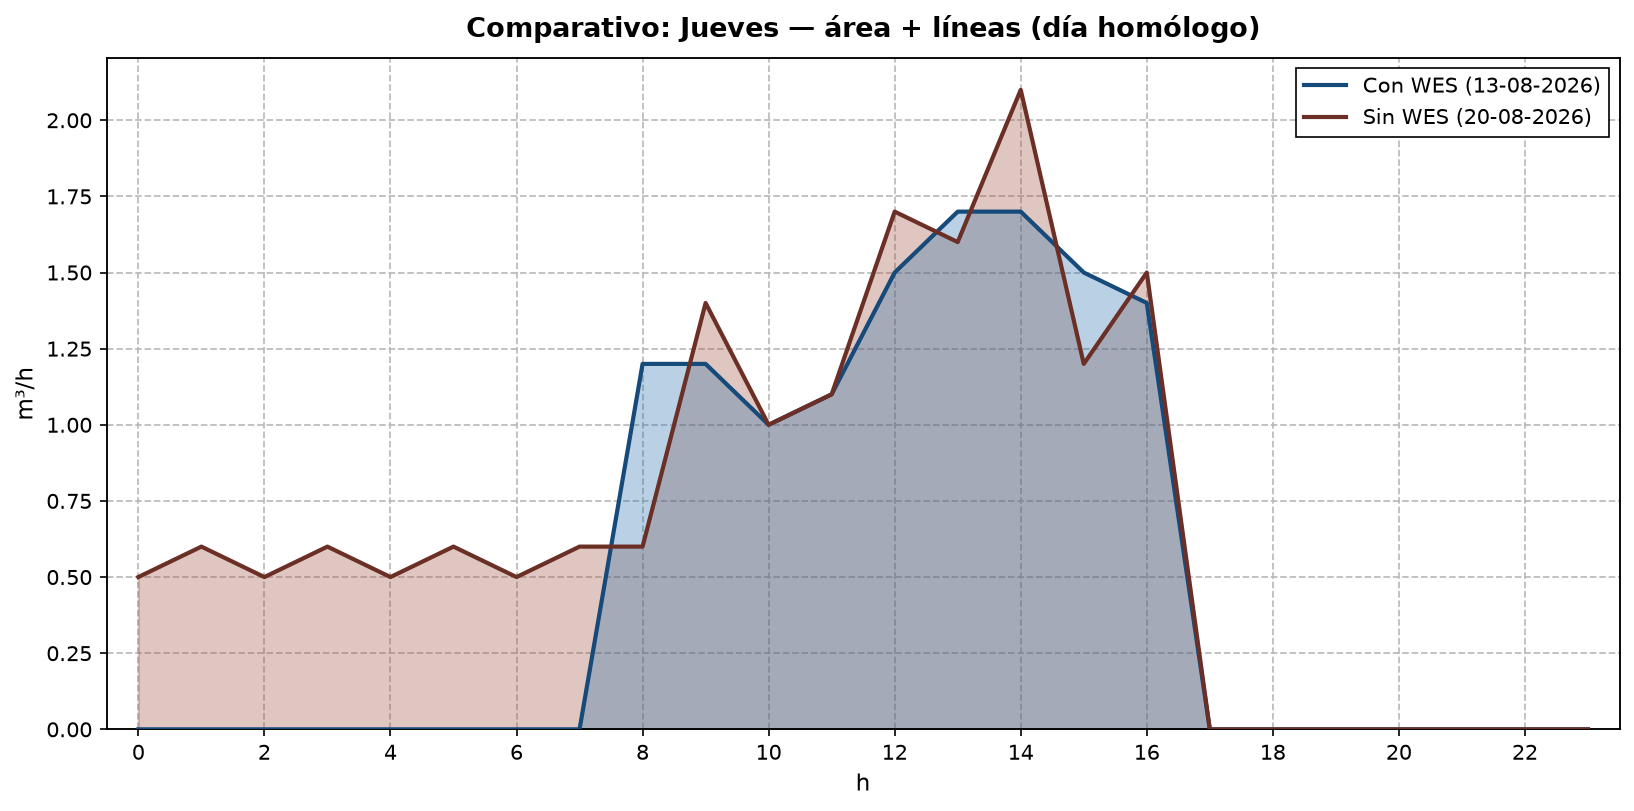 Comparativo: Jueves — área + líneas (día homólogo)
Con WES (13-08-2026)
Sin WES (20-08-2026)
2.00
1.75
1.50
1.25
1.00
0.75
0.50
0.25
0.00
m³/h
0 2 4 6 8 10 12 14 16 18 20 22
h